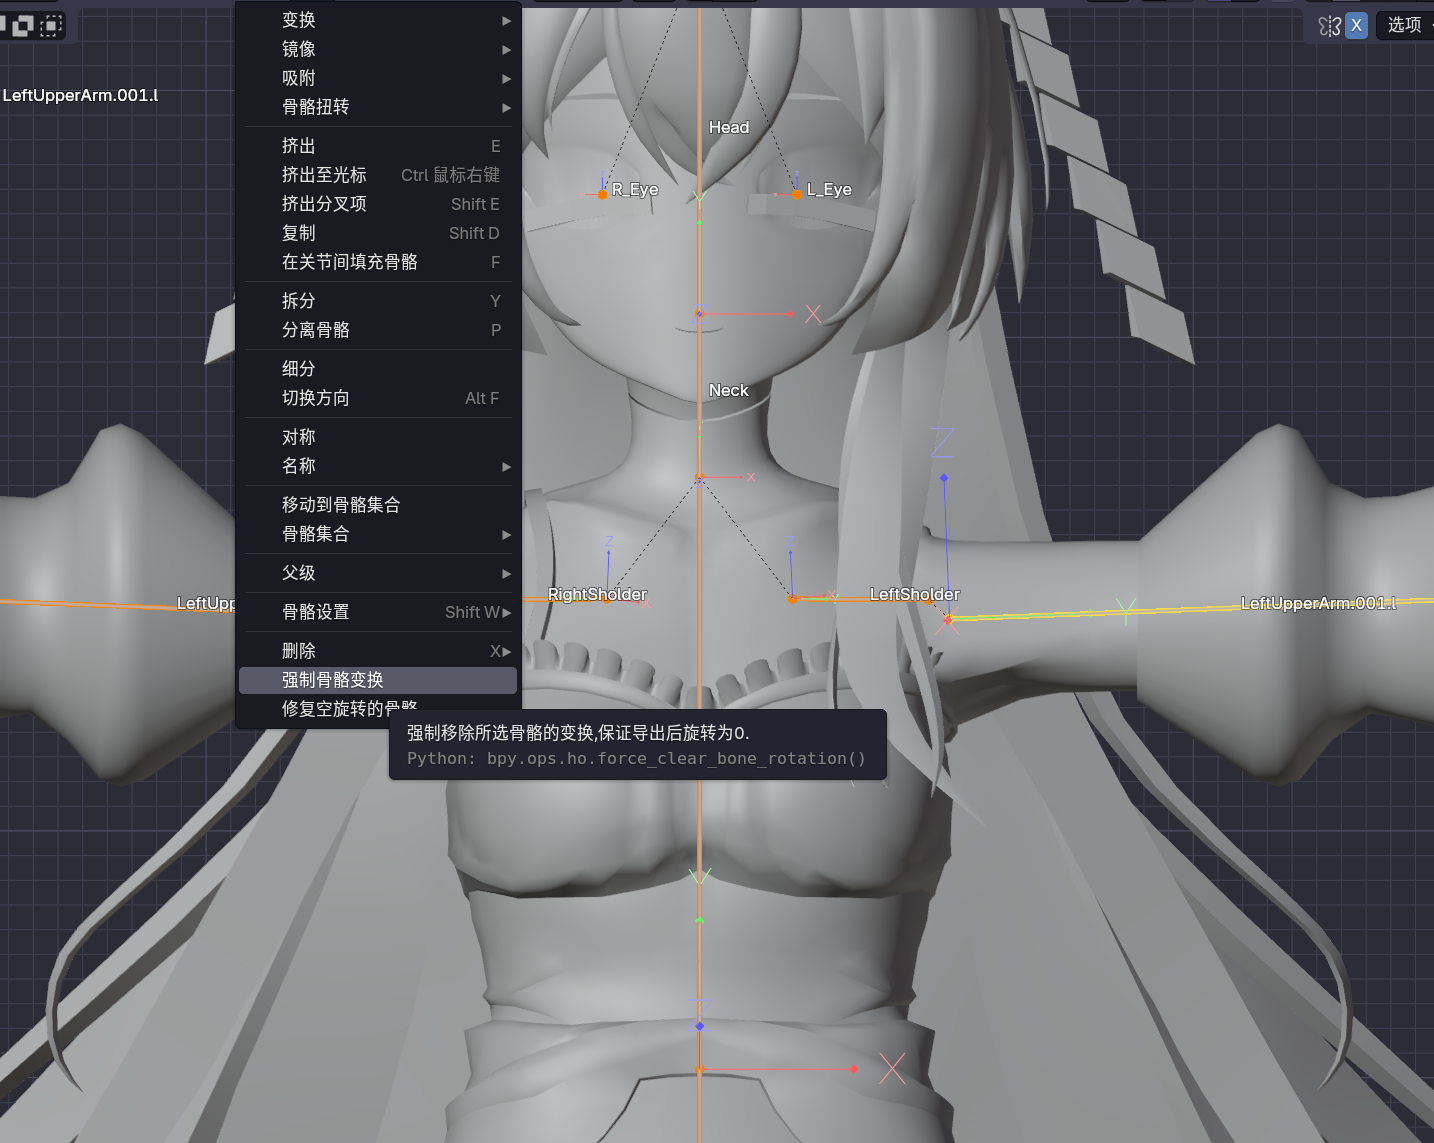 变换
镜像
吸附
骨骼扭转
挤出 E
挤出至光标 Ctrl 鼠标右键
挤出分叉项 Shift E
复制 Shift D
在关节间填充骨骼 F
拆分 Y
分离骨骼 P
细分
切换方向 Alt F
对称
名称
移动到骨骼集合
骨骼集合
父级
骨骼设置 Shift W
删除 X
强制骨骼变换
修复空旋转的骨骼
强制移除所选骨骼的变换,保证导出后旋转为0.
Python: bpy.ops.ho.force_clear_bone_rotation()
X 选项
LeftUpperArm.001.l
Head
R_Eye
L_Eye
X
Neck
X
Z
Z
Z
LeftUpp
RightSholder
X
X
LeftSholder
X
Y
LeftUpperArm.001.l
Y
Z
X